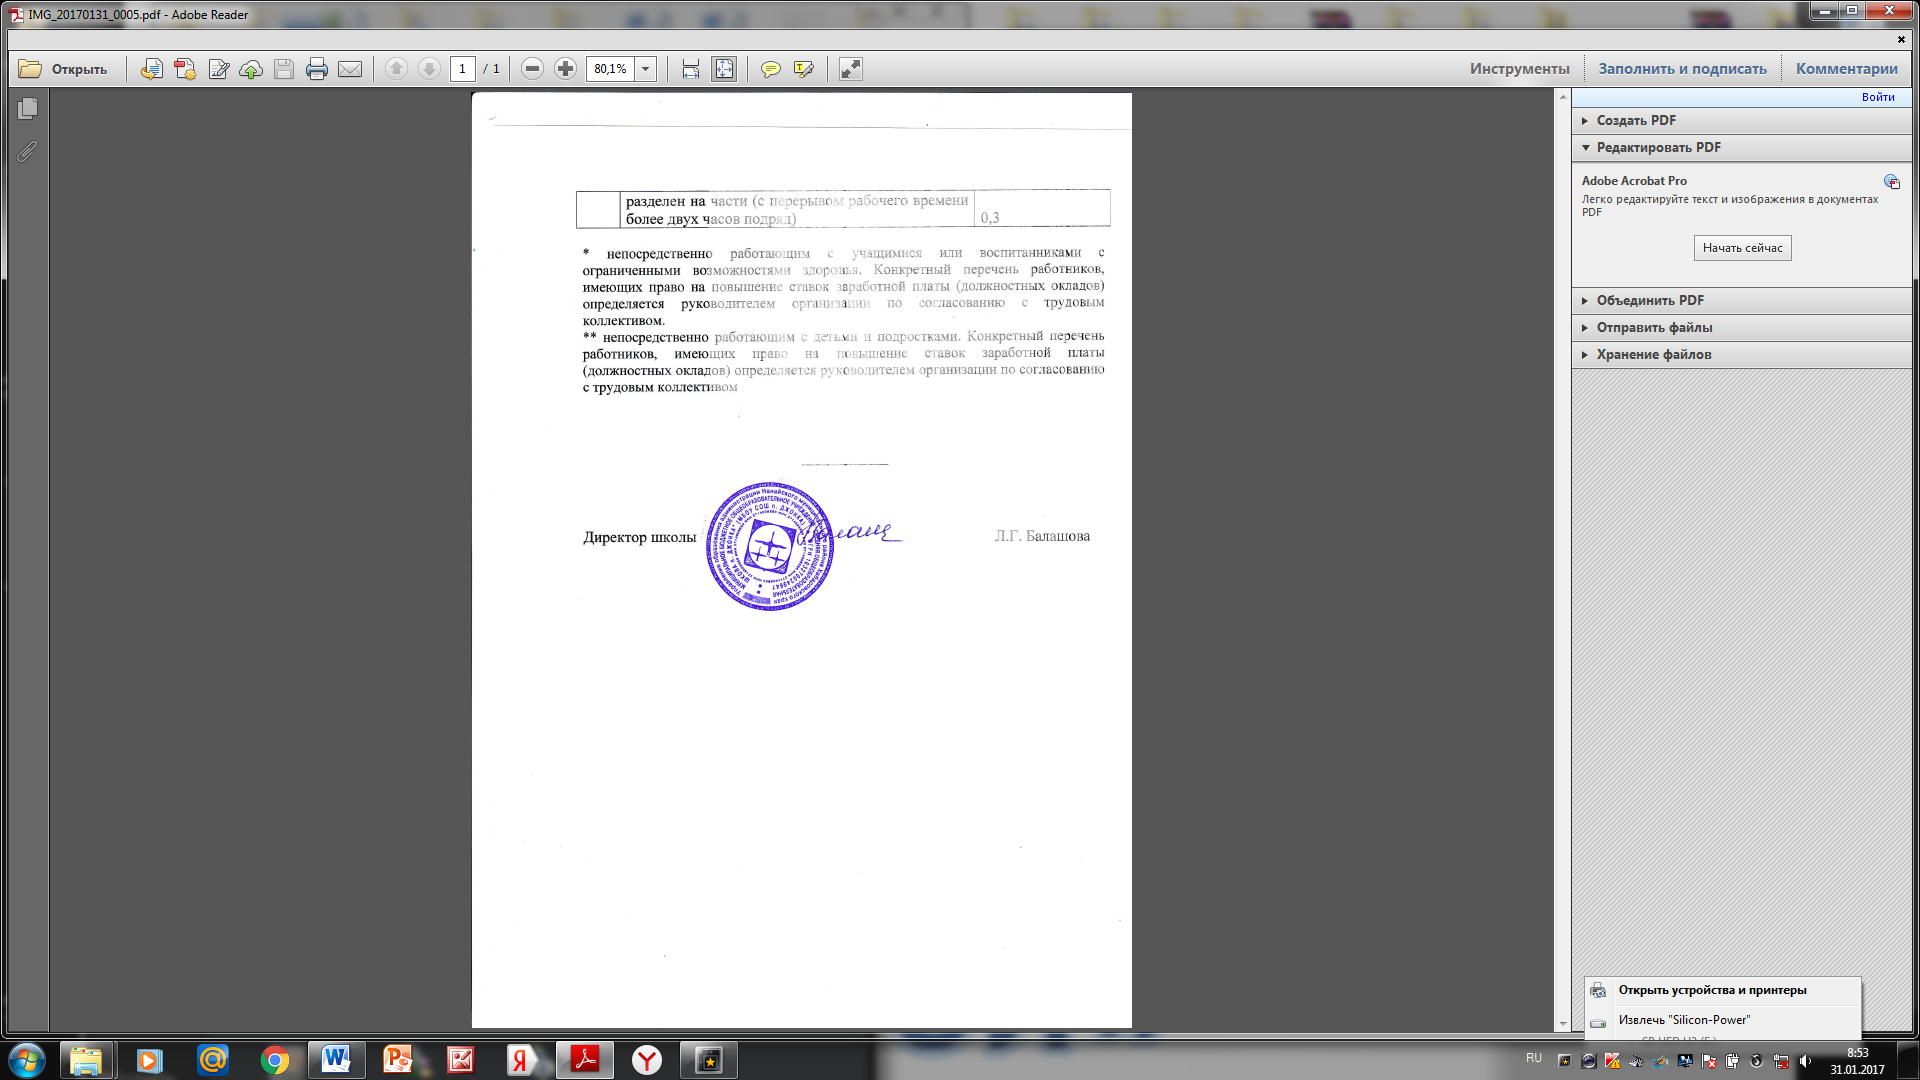 IMG_20170131_0005.pdf - Adobe Reader
Открыть
1 / 1
80,1%
Инструменты
Заполнить и подписать
Комментарии
Войти
Создать PDF
Редактировать PDF
Adobe Acrobat Pro
Легко редактируйте текст и изображения в документах
PDF
Начать сейчас
Объединить PDF
Отправить файлы
Хранение файлов
разделен на части (с перерывом рабочего времени
более двух часов подряд)
0,3
* непосредственно работающим с учащимися или воспитанниками с
ограниченными возможностями здоровья. Конкретный перечень работников,
имеющих право на повышение ставок заработной платы (должностных окладов)
определяется руководителем организации по согласованию с трудовым
коллективом.
** непосредственно работающим с детьми и подростками. Конкретный перечень
работников, имеющих право на повышение ставок заработной платы
(должностных окладов) определяется руководителем организации по согласованию
с трудовым коллективом
Директор школы
Л.Г. Балашова
Открыть устройства и принтеры
Извлечь "Silicon-Power"
RU
8:53
31.01.2017